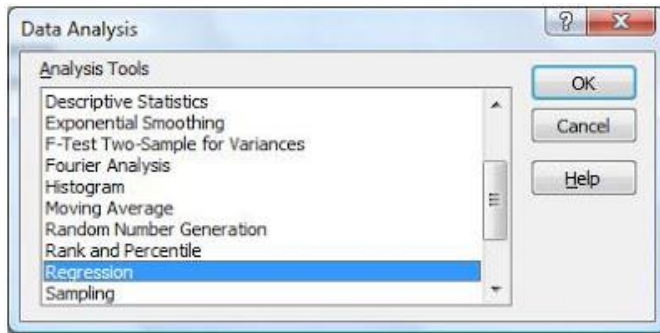 Data Analysis
?
Analysis Tools
Descriptive Statistics
Exponential Smoothing
F-Test Two-Sample for Variances
Fourier Analysis
Histogram
Moving Average
Random Number Generation
Rank and Percentile
Regression
Sampling
OK
Cancel
Help